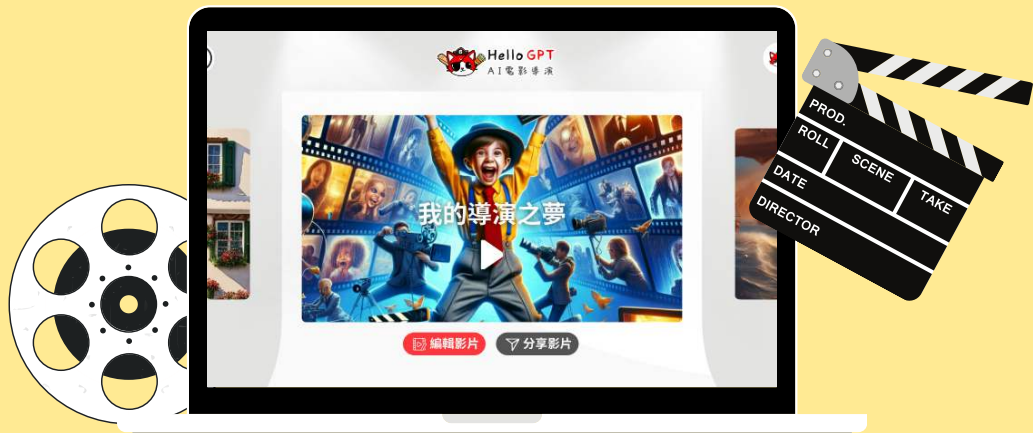 Hello GPT
AI電影導演
我的導演之夢
編輯影片
分享影片
PROD.
ROLL
SCENE
TAKE
DATE
DIRECTOR